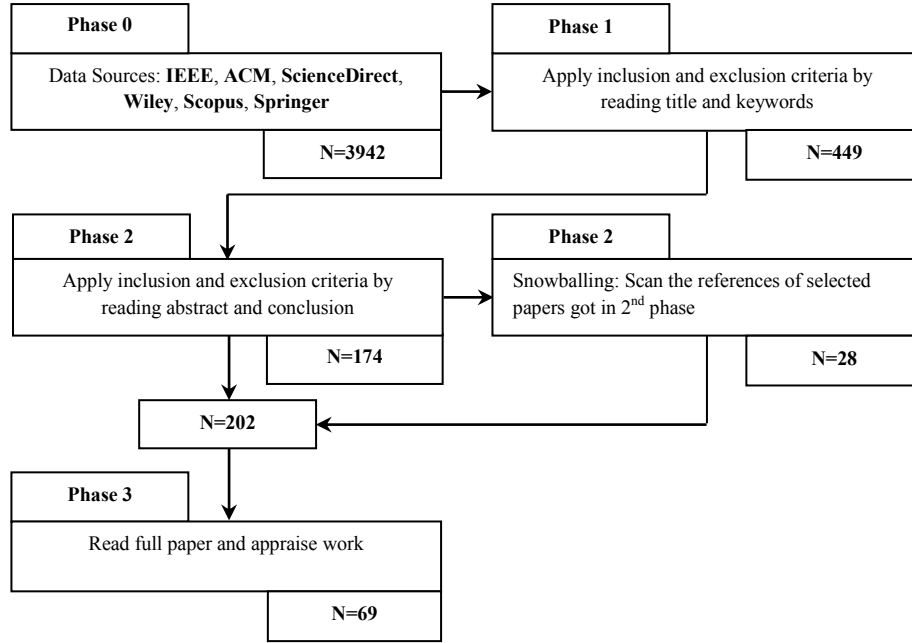 Phase 0
Data Sources: IEEE, ACM, ScienceDirect,
Wiley, Scopus, Springer
N=3942
Phase 1
Apply inclusion and exclusion criteria by
reading title and keywords
N=449
Phase 2
Apply inclusion and exclusion criteria by
reading abstract and conclusion
N=174
Phase 2
Snowballing: Scan the references of selected
papers got in 2nd phase
N=28
N=202
Phase 3
Read full paper and appraise work
N=69